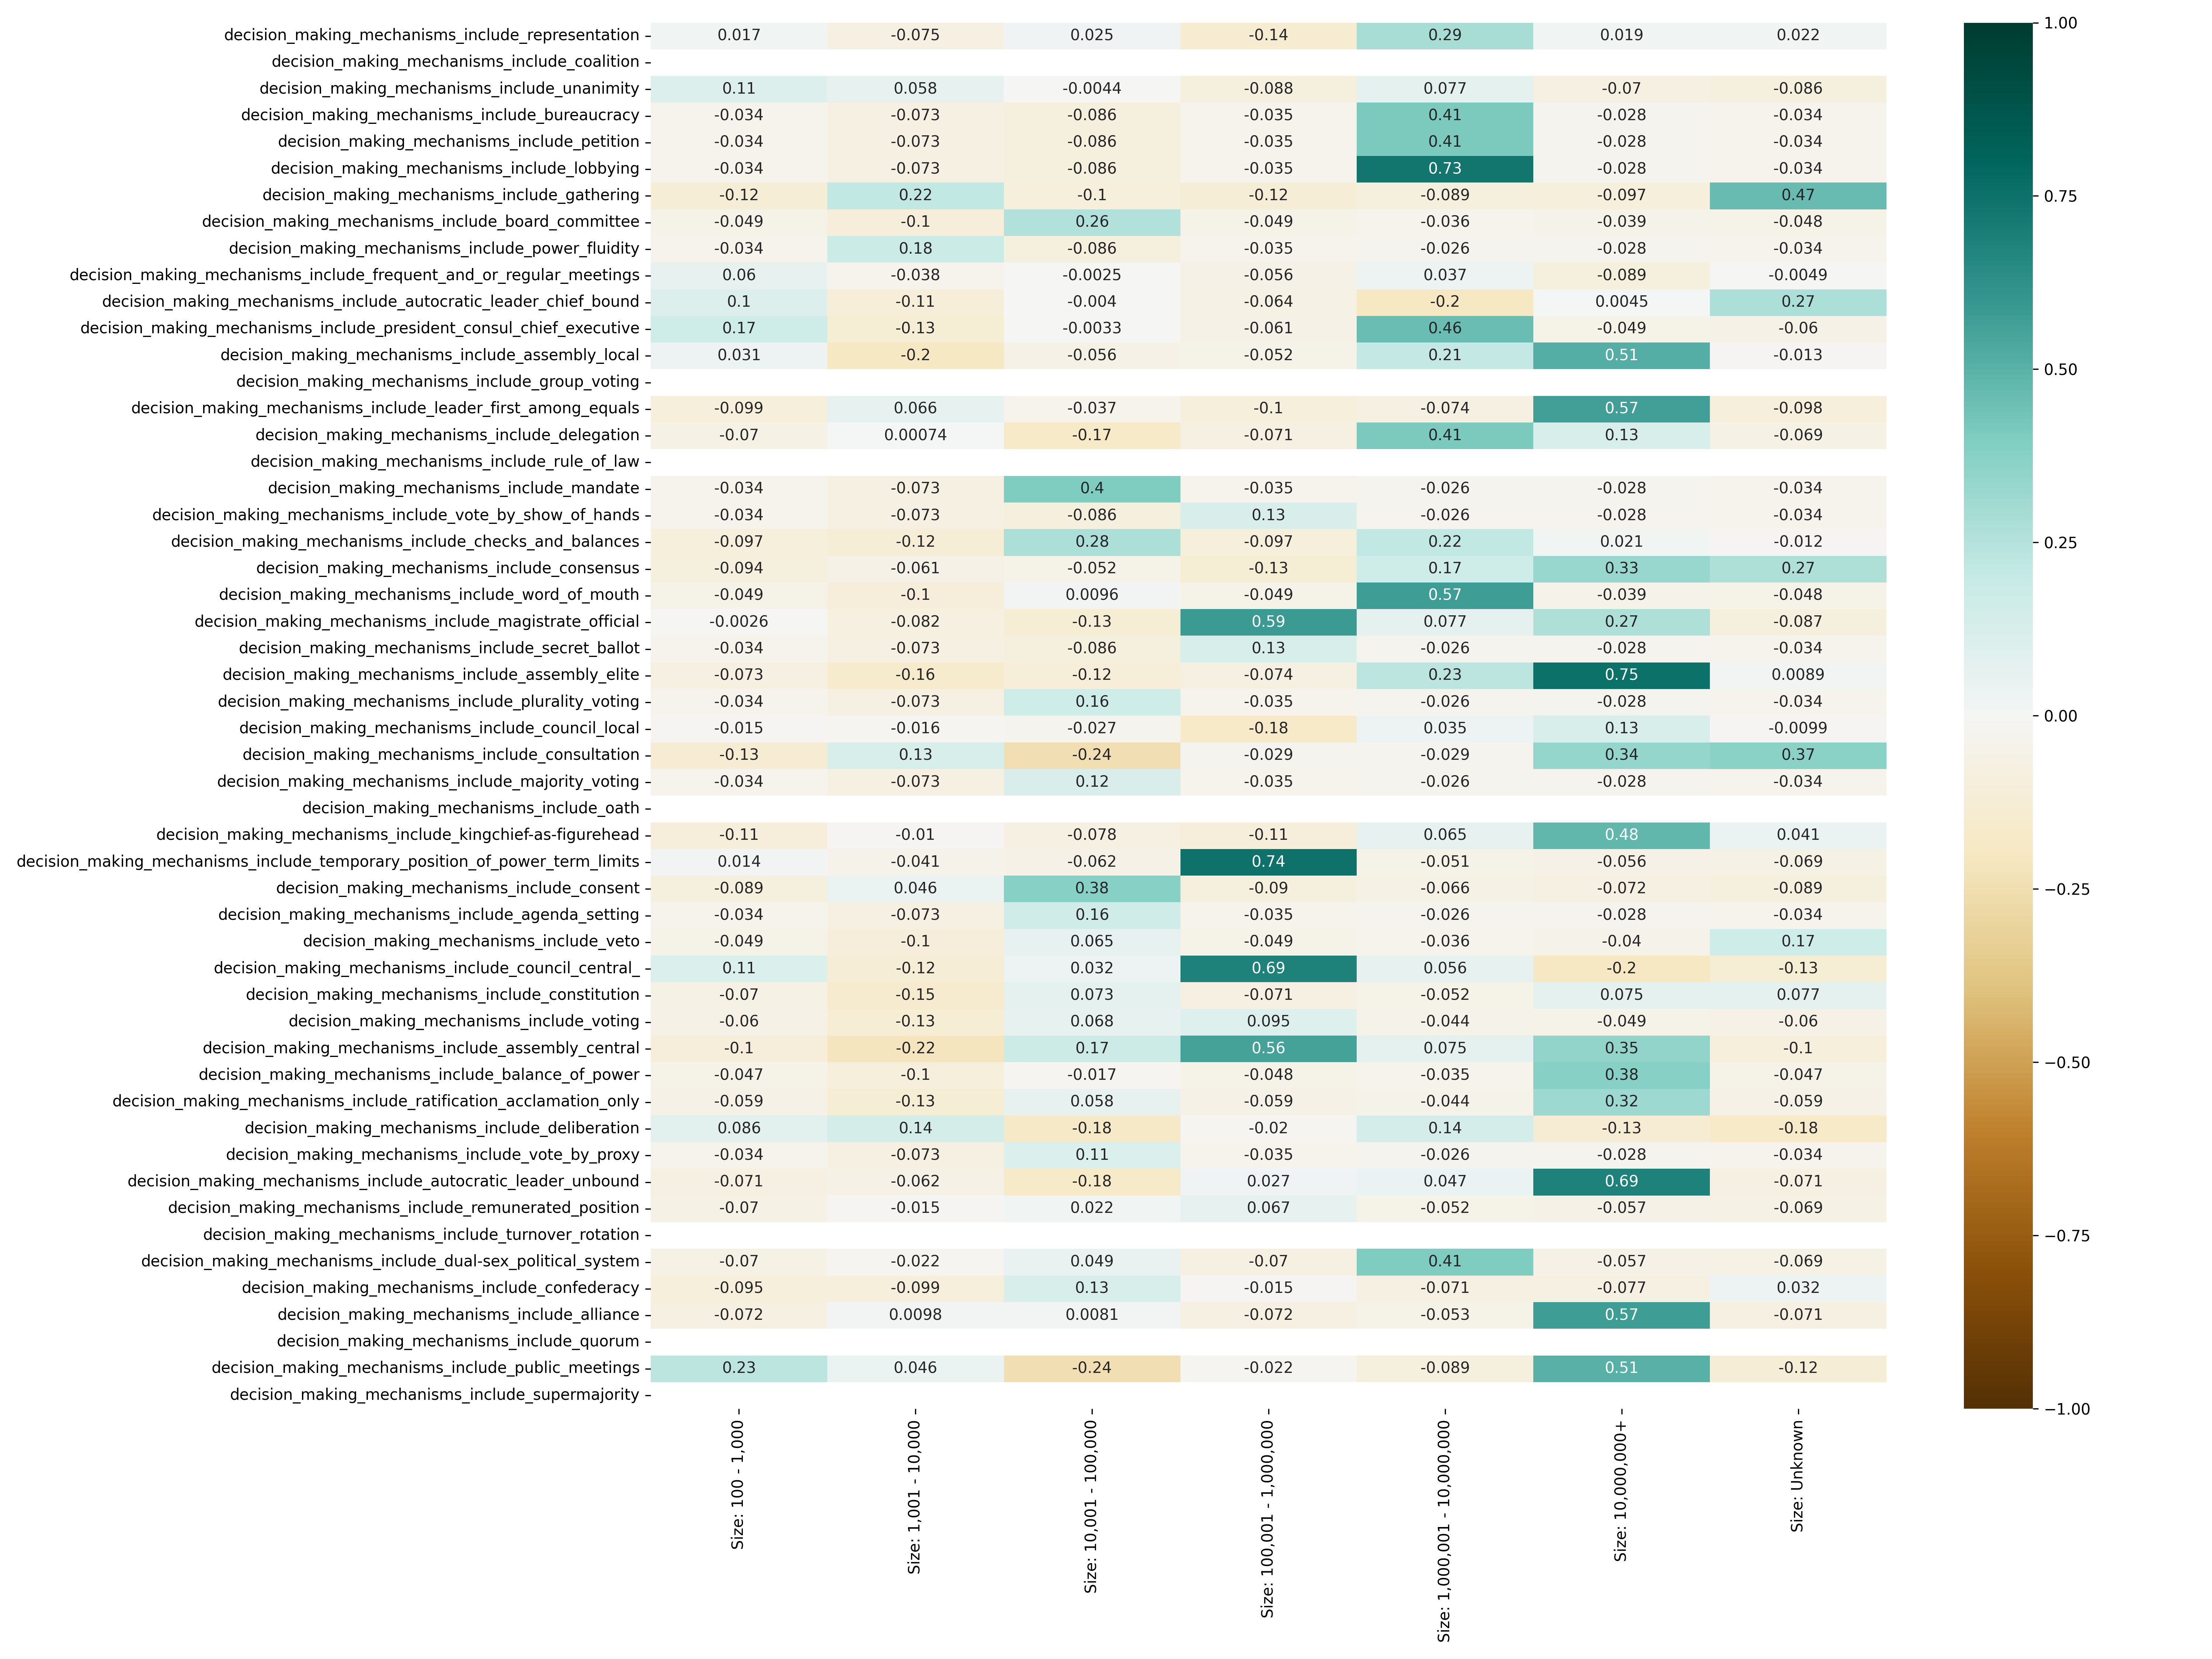 decision_making_mechanisms_include_representation 0.017 -0.075 0.025 -0.14 0.29 0.019 0.022 1.00
decision_making_mechanisms_include_coalition
decision_making_mechanisms_include_unanimity 0.11 0.058 -0.0044 -0.088 0.077 -0.07 -0.086
decision_making_mechanisms_include_bureaucracy -0.034 -0.073 -0.086 -0.035 0.41 -0.028 -0.034
decision_making_mechanisms_include_petition -0.034 -0.073 -0.086 -0.035 0.41 -0.028 -0.034
decision_making_mechanisms_include_lobbying -0.034 -0.073 -0.086 -0.035 0.73 -0.028 -0.034
decision_making_mechanisms_include_gathering -0.12 0.22 -0.1 -0.12 -0.089 -0.097 0.47 0.75
decision_making_mechanisms_include_board_committee -0.049 -0.1 0.26 -0.049 -0.036 -0.039 -0.048
decision_making_mechanisms_include_power_fluidity -0.034 0.18 -0.086 -0.035 -0.026 -0.028 -0.034
decision_making_mechanisms_include_frequent_and_or_regular_meetings 0.06 -0.038 -0.0025 -0.056 0.037 -0.089 -0.0049
decision_making_mechanisms_include_autocratic_leader_chief_bound 0.1 -0.11 -0.004 -0.064 -0.2 0.0045 0.27
decision_making_mechanisms_include_president_consul_chief_executive 0.17 -0.13 -0.0033 -0.061 0.46 -0.049 -0.06
decision_making_mechanisms_include_assembly_local 0.031 -0.2 -0.056 -0.052 0.21 0.51 -0.013 0.50
decision_making_mechanisms_include_group_voting
decision_making_mechanisms_include_leader_first_among_equals -0.099 0.066 -0.037 -0.1 -0.074 0.57 -0.098
decision_making_mechanisms_include_delegation -0.07 0.00074 -0.17 -0.071 0.41 0.13 -0.069
decision_making_mechanisms_include_rule_of_law
decision_making_mechanisms_include_mandate -0.034 -0.073 0.4 -0.035 -0.026 -0.028 -0.034
decision_making_mechanisms_include_vote_by_show_of_hands -0.034 -0.073 -0.086 0.13 -0.026 -0.028 -0.034
decision_making_mechanisms_include_checks_and_balances -0.097 -0.12 0.28 -0.097 0.22 0.021 -0.012 0.25
decision_making_mechanisms_include_consensus -0.094 -0.061 -0.052 -0.13 0.17 0.33 0.27
decision_making_mechanisms_include_word_of_mouth -0.049 -0.1 0.0096 -0.049 0.57 -0.039 -0.048
decision_making_mechanisms_include_magistrate_official -0.0026 -0.082 -0.13 0.59 0.077 0.27 -0.087
decision_making_mechanisms_include_secret_ballot -0.034 -0.073 -0.086 0.13 -0.026 -0.028 -0.034
decision_making_mechanisms_include_assembly_elite -0.073 -0.16 -0.12 -0.074 0.23 0.75 0.0089
decision_making_mechanisms_include_plurality_voting -0.034 -0.073 0.16 -0.035 -0.026 -0.028 -0.034 0.00
decision_making_mechanisms_include_council_local -0.015 -0.016 -0.027 -0.18 0.035 0.13 -0.0099
decision_making_mechanisms_include_consultation -0.13 0.13 -0.24 -0.029 -0.029 0.34 0.37
decision_making_mechanisms_include_majority_voting -0.034 -0.073 0.12 -0.035 -0.026 -0.028 -0.034
decision_making_mechanisms_include_oath
decision_making_mechanisms_include_kingchief-as-figurehead -0.11 -0.01 -0.078 -0.11 0.065 0.48 0.041
decision_making_mechanisms_include_temporary_position_of_power_term_limits 0.014 -0.041 -0.062 0.74 -0.051 -0.056 -0.069
decision_making_mechanisms_include_consent -0.089 0.046 0.38 -0.09 -0.066 -0.072 -0.089 −0.25
decision_making_mechanisms_include_agenda_setting -0.034 -0.073 0.16 -0.035 -0.026 -0.028 -0.034
decision_making_mechanisms_include_veto -0.049 -0.1 0.065 -0.049 -0.036 -0.04 0.17
decision_making_mechanisms_include_council_central_ 0.11 -0.12 0.032 0.69 0.056 -0.2 -0.13
decision_making_mechanisms_include_constitution -0.07 -0.15 0.073 -0.071 -0.052 0.075 0.077
decision_making_mechanisms_include_voting -0.06 -0.13 0.068 0.095 -0.044 -0.049 -0.06
decision_making_mechanisms_include_assembly_central -0.1 -0.22 0.17 0.56 0.075 0.35 -0.1 −0.50
decision_making_mechanisms_include_balance_of_power -0.047 -0.1 -0.017 -0.048 -0.035 0.38 -0.047
decision_making_mechanisms_include_ratification_acclamation_only -0.059 -0.13 0.058 -0.059 -0.044 0.32 -0.059
decision_making_mechanisms_include_deliberation 0.086 0.14 -0.18 -0.02 0.14 -0.13 -0.18
decision_making_mechanisms_include_vote_by_proxy -0.034 -0.073 0.11 -0.035 -0.026 -0.028 -0.034
decision_making_mechanisms_include_autocratic_leader_unbound -0.071 -0.062 -0.18 0.027 0.047 0.69 -0.071
decision_making_mechanisms_include_remunerated_position -0.07 -0.015 0.022 0.067 -0.052 -0.057 -0.069
decision_making_mechanisms_include_turnover_rotation −0.75
decision_making_mechanisms_include_dual-sex_political_system -0.07 -0.022 0.049 -0.07 0.41 -0.057 -0.069
decision_making_mechanisms_include_confederacy -0.095 -0.099 0.13 -0.015 -0.071 -0.077 0.032
decision_making_mechanisms_include_alliance -0.072 0.0098 0.0081 -0.072 -0.053 0.57 -0.071
decision_making_mechanisms_include_quorum
decision_making_mechanisms_include_public_meetings 0.23 0.046 -0.24 -0.022 -0.089 0.51 -0.12
decision_making_mechanisms_include_supermajority −1.00
Size: 100 - 1,000
Size: 1,001 - 10,000
Size: 10,001 - 100,000
Size: 100,001 - 1,000,000
Size: 1,000,001 - 10,000,000
Size: 10,000,000+
Size: Unknown